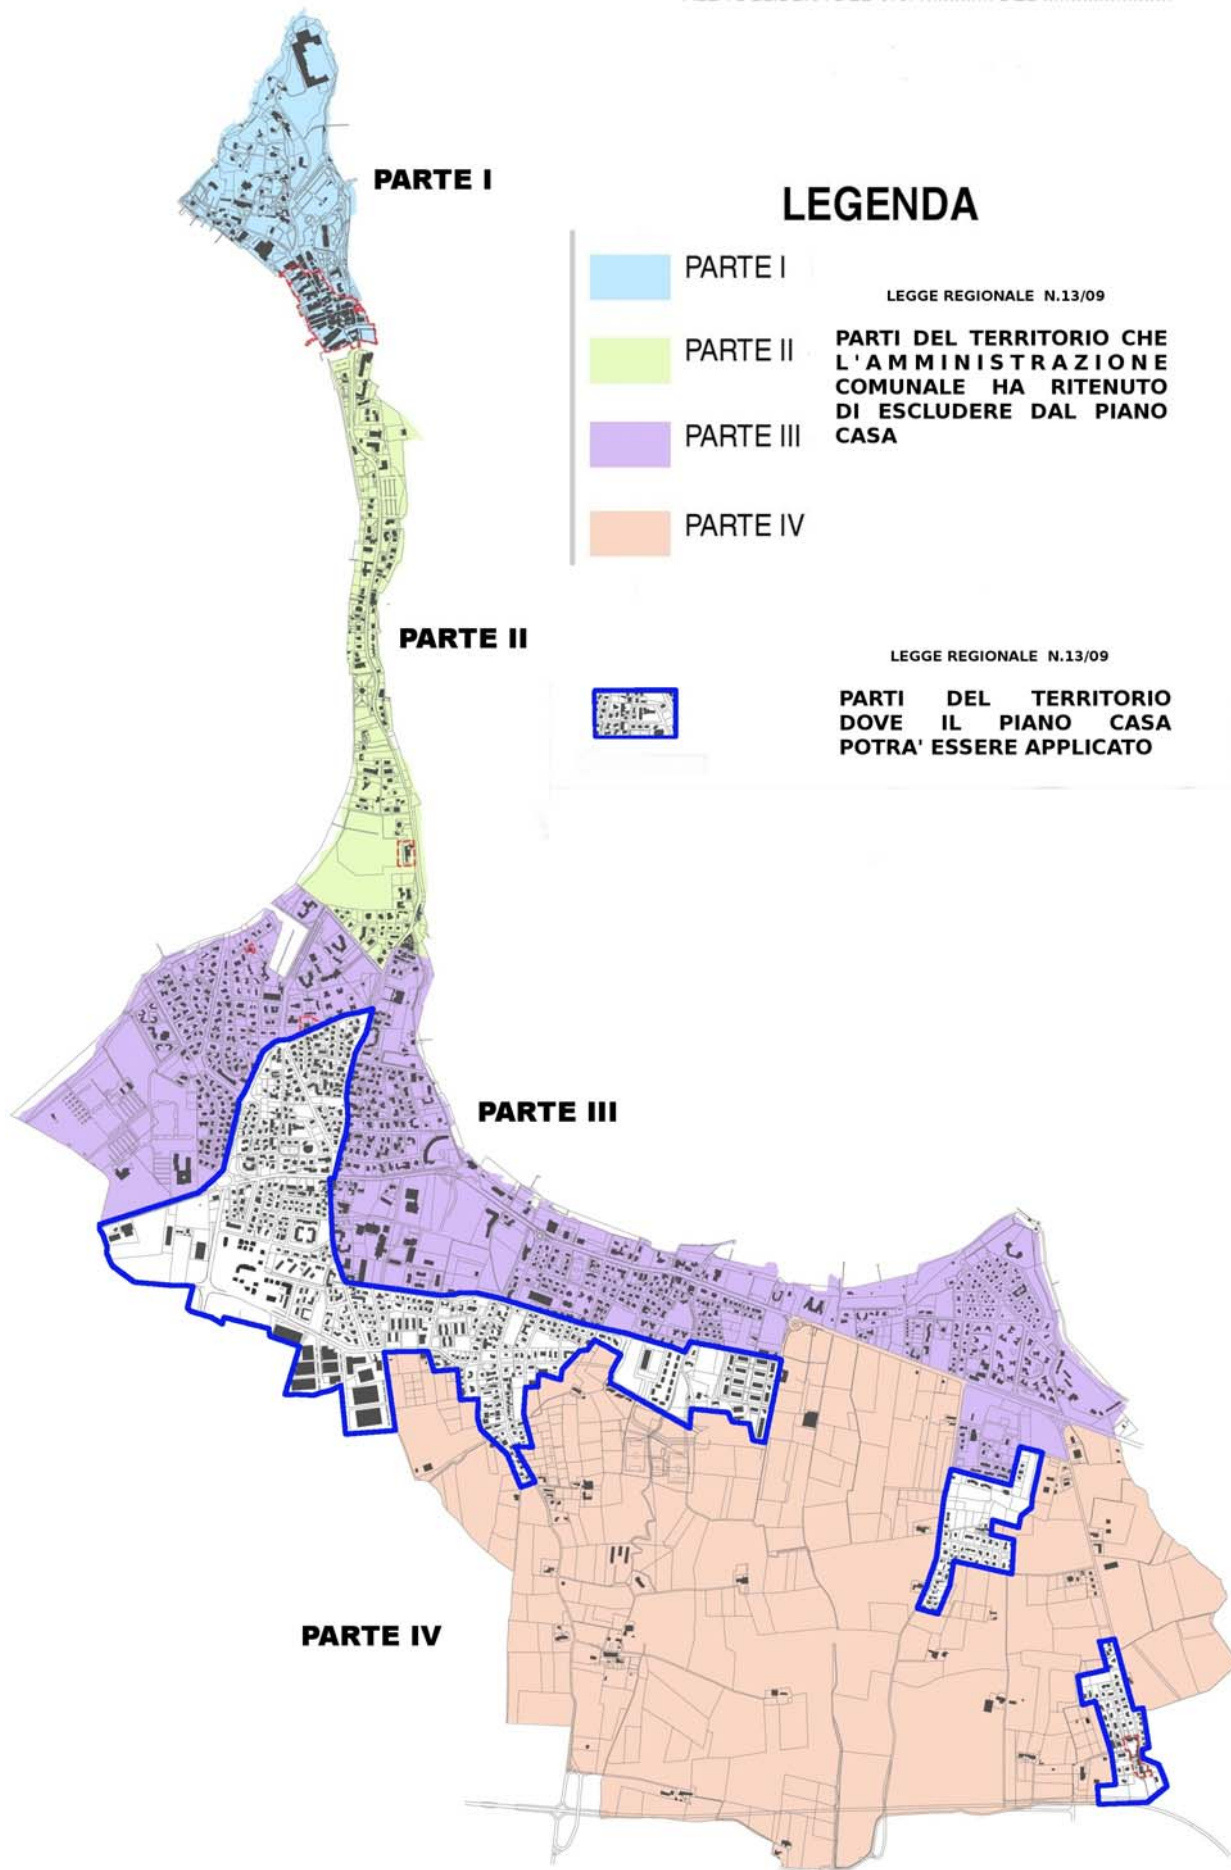 PARTE I
LEGENDA
PARTE I
LEGGE REGIONALE N.13/09
PARTI DEL TERRITORIO CHE
L'AMMINISTRAZIONE
COMUNALE HA RITENUTO
DI ESCLUDERE DAL PIANO
CASA
PARTE II
PARTE III
PARTE IV
PARTE II
LEGGE REGIONALE N.13/09
PARTI DEL TERRITORIO
DOVE IL PIANO CASA
POTRA' ESSERE APPLICATO
PARTE III
PARTE IV